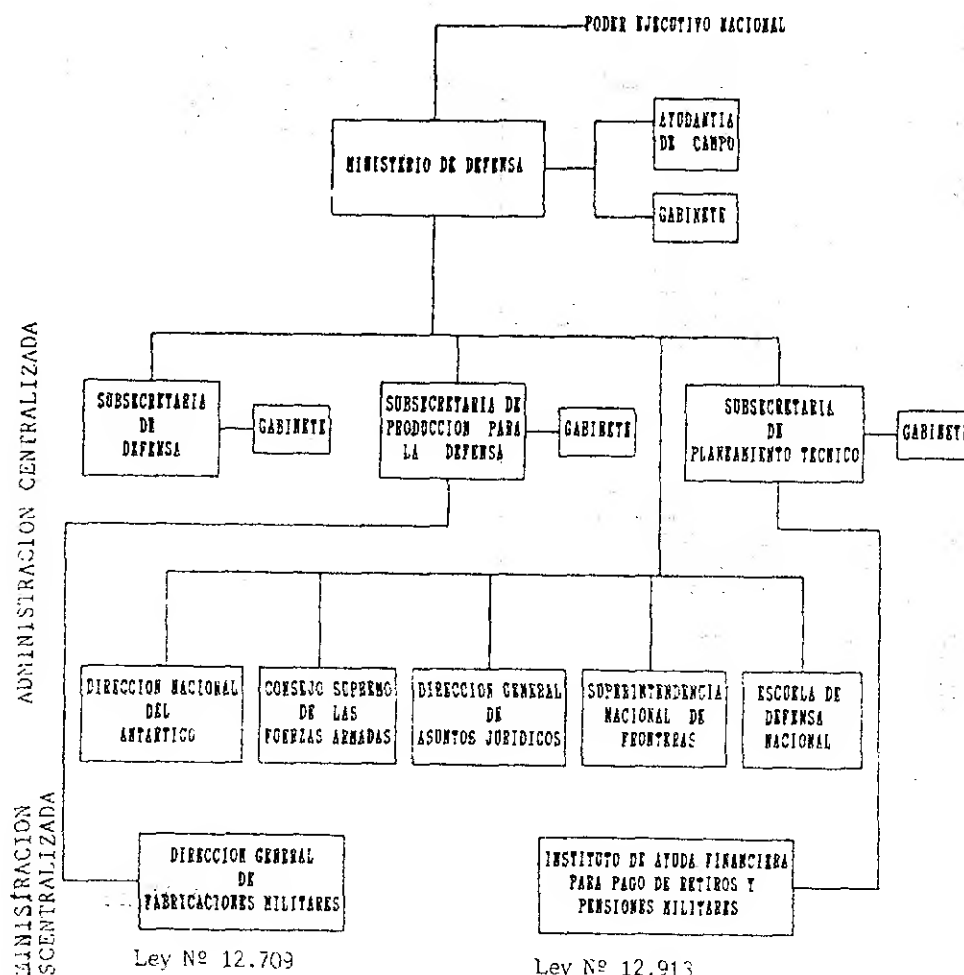 PODER EJECUTIVO NACIONAL
MINISTERIO DE DEFENSA
AYUDANTIA
DE CAMPO
GABINETE
ADMINISTRACION CENTRALIZADA
SUBSECRETARIA
DE
DEFENSA
GABINETE
SUBSECRETARIA DE
PRODUCCION PARA
LA DEFENSA
GABINETE
SUBSECRETARIA
DE
PLANEAMIENTO TECNICO
GABINETE
DIRECCION NACIONAL
DEL
ANTARTICO
CONSEJO SUPREMO
DE LAS
FUERZAS ARMADAS
DIRECCION GENERAL
DE
ASUNTOS JURIDICOS
SUPERINTENDENCIA
NACIONAL DE
FRONTERAS
ESCUELA DE
DEFENSA
NACIONAL
MINISTRACION
SCENTRALIZADA
DIRECCION GENERAL
DE
FABRICACIONES MILITARES
Ley Nº 12.709
INSTITUTO DE AYUDA FINANCIERA
PARA PAGO DE RETIROS Y
PENSIONES MILITARES
Ley Nº 12.913